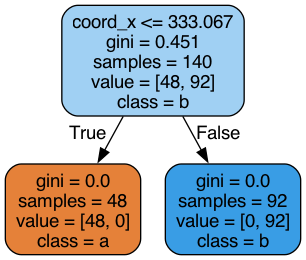 coord_x <= 333.067
gini = 0.451
samples = 140
value = [48, 92]
class = b
True
False
gini = 0.0
samples = 48
value = [48, 0]
class = a
gini = 0.0
samples = 92
value = [0, 92]
class = b